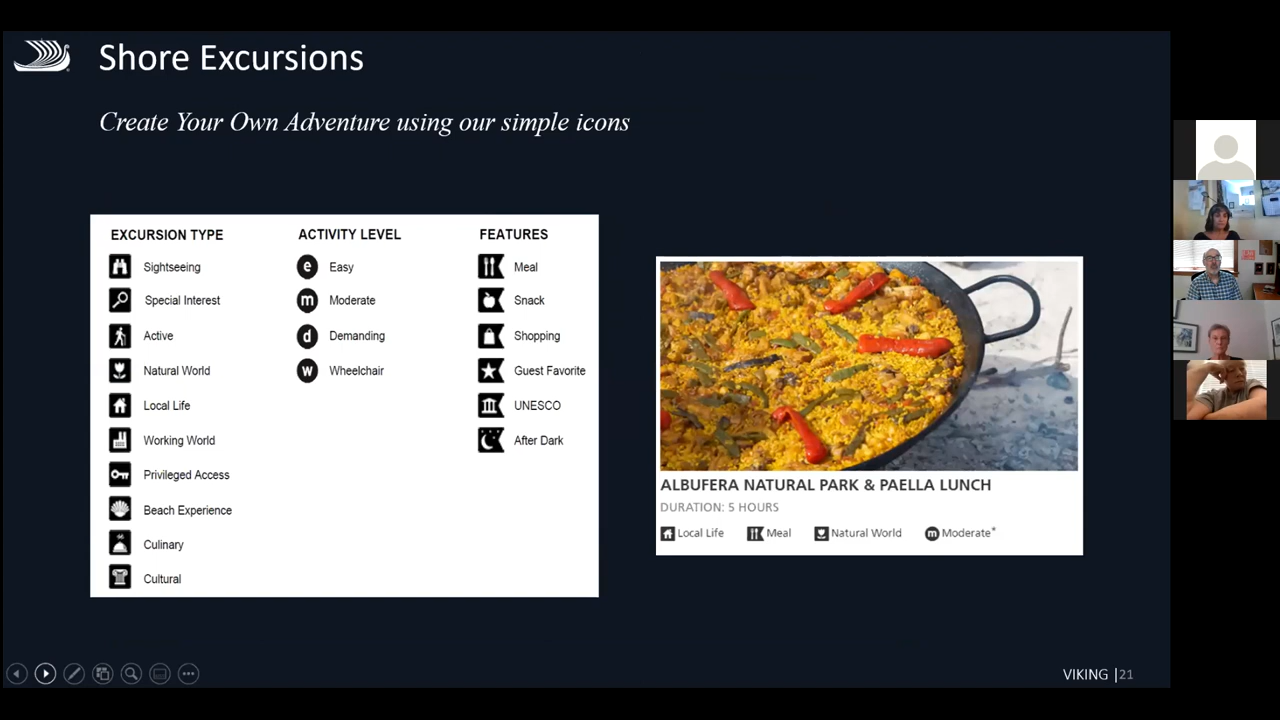 Shore Excursions
Create Your Own Adventure using our simple icons
EXCURSION TYPE
Sightseeing
Special Interest
Active
Natural World
Local Life
Working World
Privileged Access
Beach Experience
Culinary
Cultural
ACTIVITY LEVEL
e Easy
m Moderate
d Demanding
w Wheelchair
FEATURES
Meal
Snack
Shopping
Guest Favorite
UNESCO
After Dark
ALBUFERA NATURAL PARK & PAELLA LUNCH
DURATION: 5 HOURS
Local Life Meal Natural World m Moderate*
VIKING |21